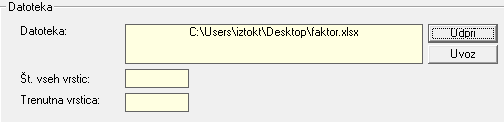 Datoteka
Datoteka:
C:\Users\iztokt\Desktop\faktor.xlsx
Odpri
Uvoz
Št. vseh vrstic:
Trenutna vrstica: